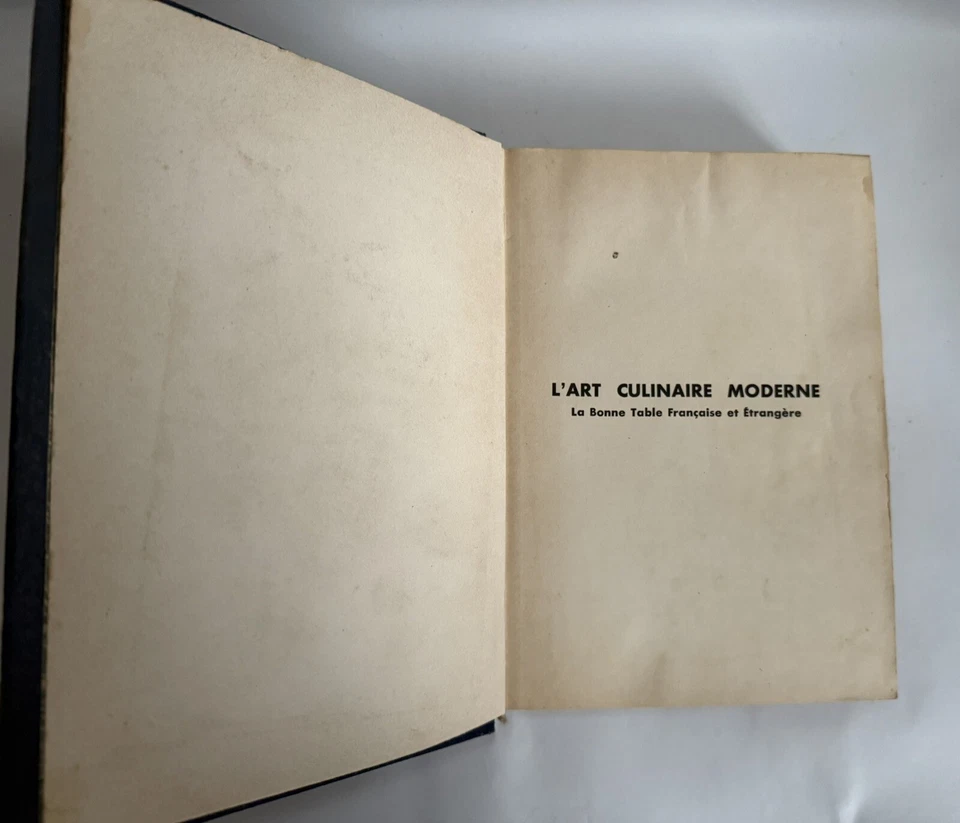 L'ART CULINAIRE MODERNE
La Bonne Table Française et Étrangère